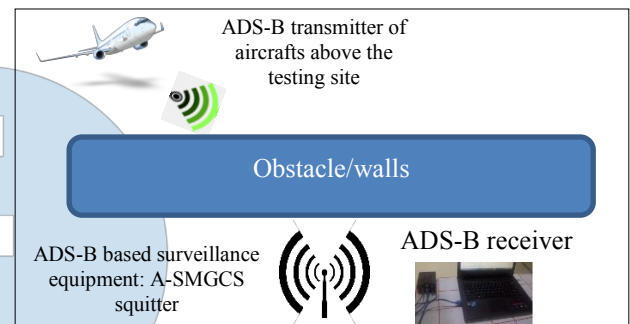 ADS-B transmitter of
aircrafts above the
testing site
Obstacle/walls
ADS-B based surveillance
equipment: A-SMGCS
squitter
ADS-B receiver